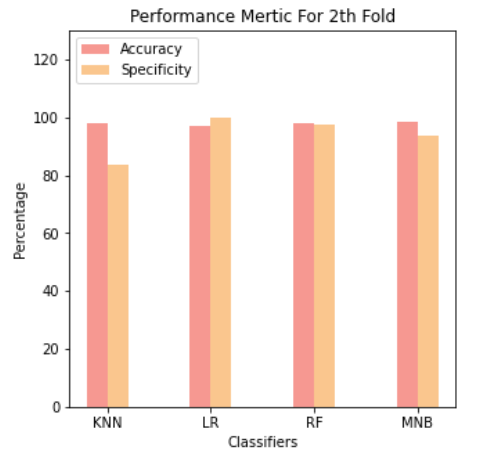 Performance Mertic For 2th Fold
Accuracy
Specificity
120
100
80
60
40
20
0
Percentage
KNN LR RF MNB
Classifiers